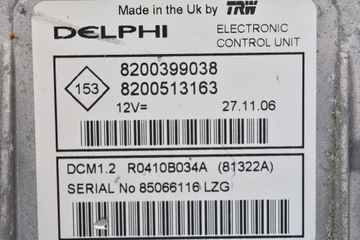 Made in the Uk by TRW
DELPHI
ELECTRONIC
CONTROL UNIT
153
8200399038
8200513163
12V=
27.11.06
DCM1.2 R0410B034A (81322A)
SERIAL No 85066116 LZG